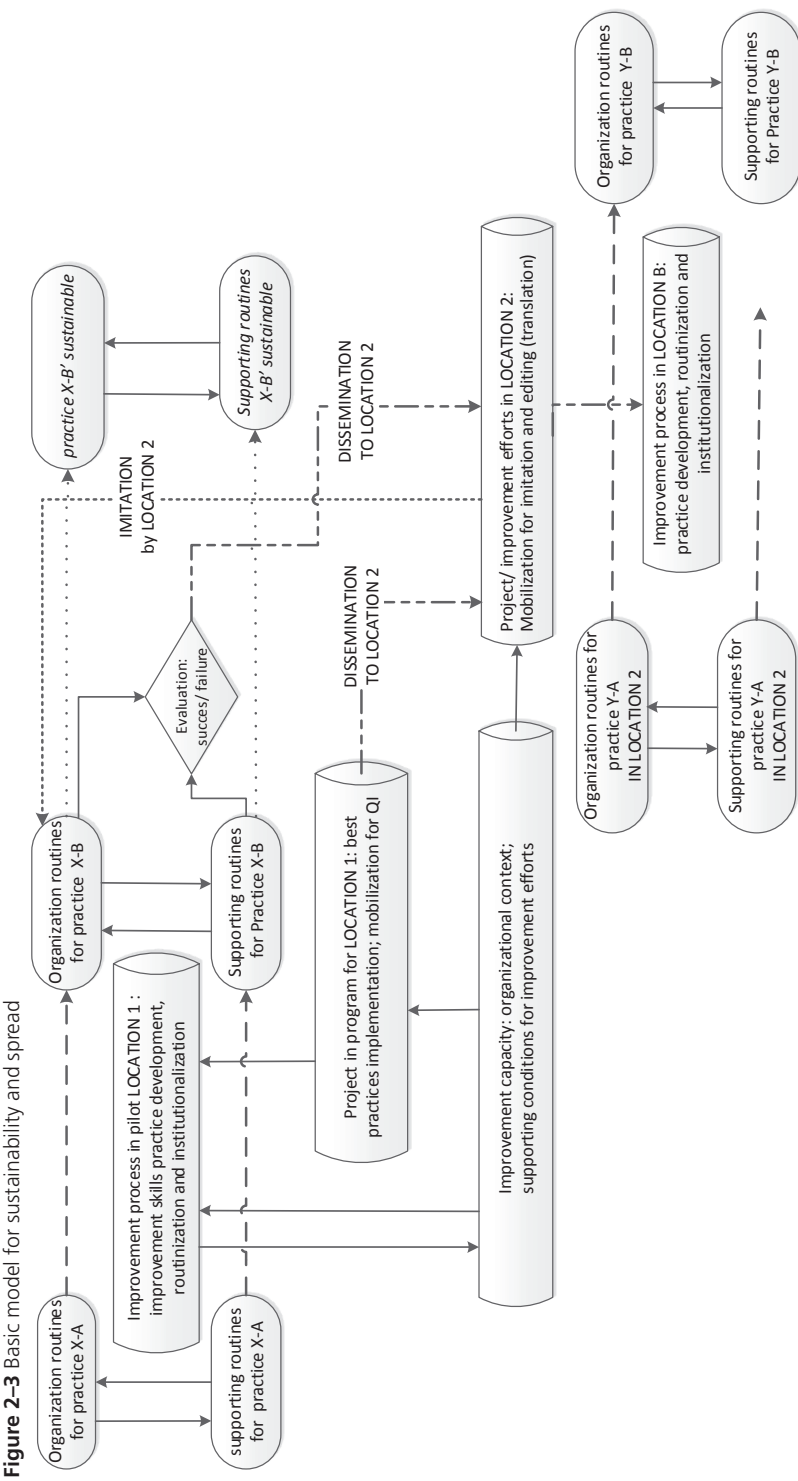 Figure 2–3 Basic model for sustainability and spread
Organization routines
for practice X-A
supporting routines
for practice X-A
Improvement process in pilot LOCATION 1 :
improvement skills practice development,
routinization and institutionalization
Organization routines
for practice X-B
Supporting routines
for Practice X-B
Evaluation:
succes/ failure
practice X-B’ sustainable
Supporting routines
X-B’ sustainable
IMITATION
by LOCATION 2
DISSEMINATION
TO LOCATION 2
Project in program for LOCATION 1: best
practices implementation; mobilization for QI
DISSEMINATION
TO LOCATION 2
Improvement capacity: organizational context;
supporting conditions for improvement efforts
Project/ improvement efforts in LOCATION 2:
Mobilization for imitation and editing (translation)
Organization routines for
practice Y-A
IN LOCATION 2
Supporting routines for
practice Y-A
IN LOCATION 2
Improvement process in LOCATION B:
practice development, routinization and
institutionalization
Organization routines
for practice Y-B
Supporting routines
for Practice Y-B